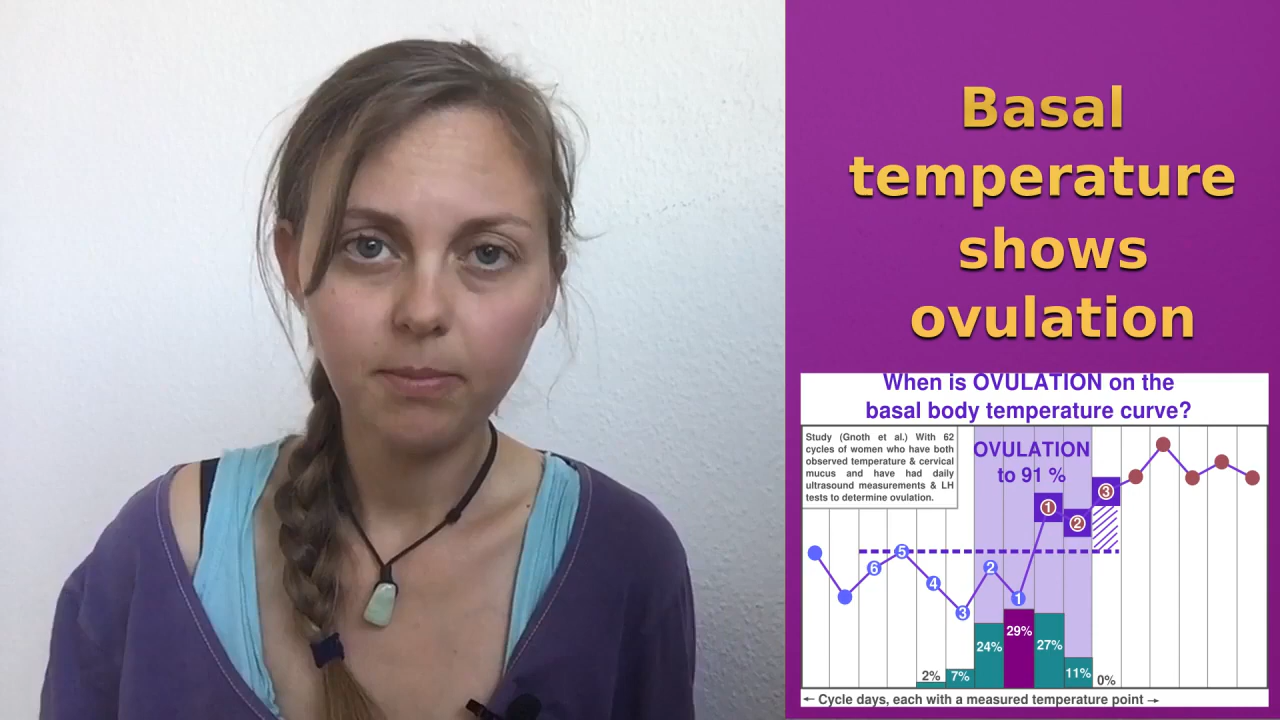 Basal
temperature
shows
ovulation
When is OVULATION on the
basal body temperature curve?
Study (Gnoth et al.) With 62
cycles of women who have both
observed temperature & cervical
mucus and have had daily
ultrasound measurements & LH
tests to determine ovulation.
OVULATION
to 91 %
1
2
3
6
5
4
3
2
1
2%
7%
24%
29%
27%
11%
0%
← Cycle days, each with a measured temperature point →